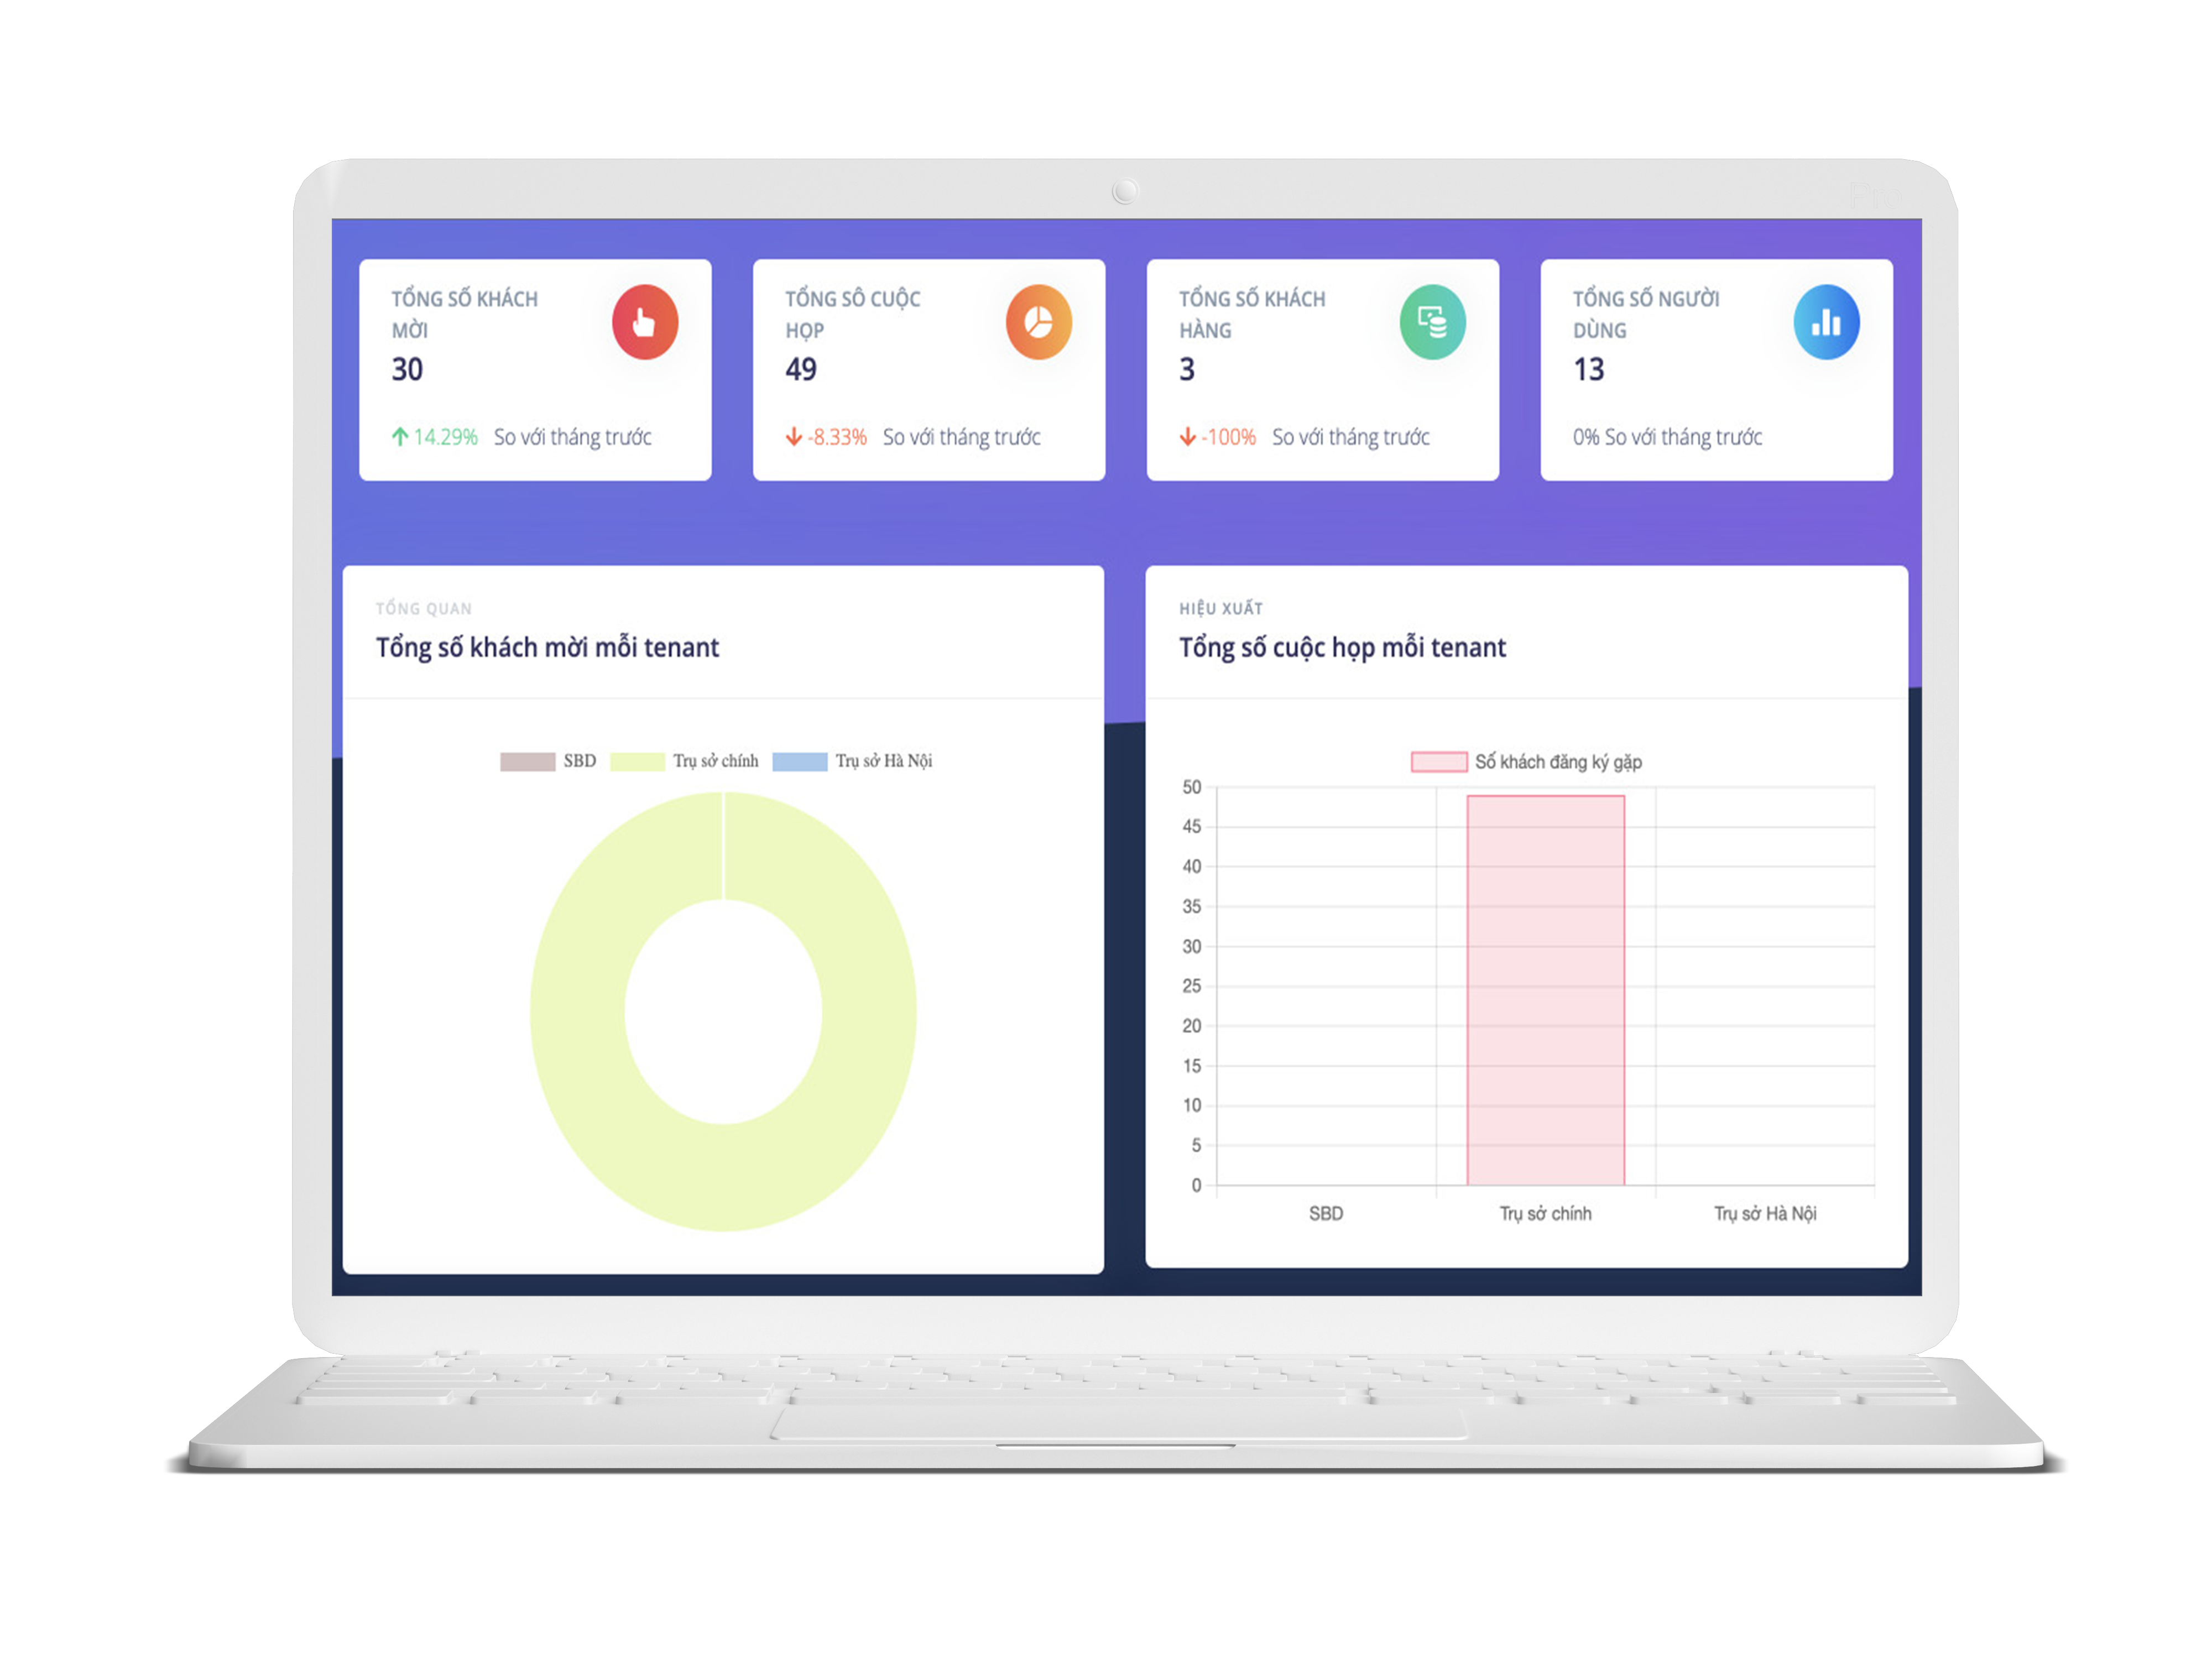 TỔNG SỐ KHÁCH
MỜI
30
14.29% So với tháng trước
TỔNG SÔ CUỘC
HỌP
49
-8.33% So với tháng trước
TỔNG SỐ KHÁCH
HÀNG
3
-100% So với tháng trước
TỔNG SỐ NGƯỜI
DÙNG
13
0% So với tháng trước
TỔNG QUAN
Tổng số khách mời mỗi tenant
SBD Trụ sở chính Trụ sở Hà Nội
HIỆU XUẤT
Tổng số cuộc họp mỗi tenant
Số khách đăng ký gặp
50
45
40
35
30
25
20
15
10
5
0
SBD Trụ sở chính Trụ sở Hà Nội